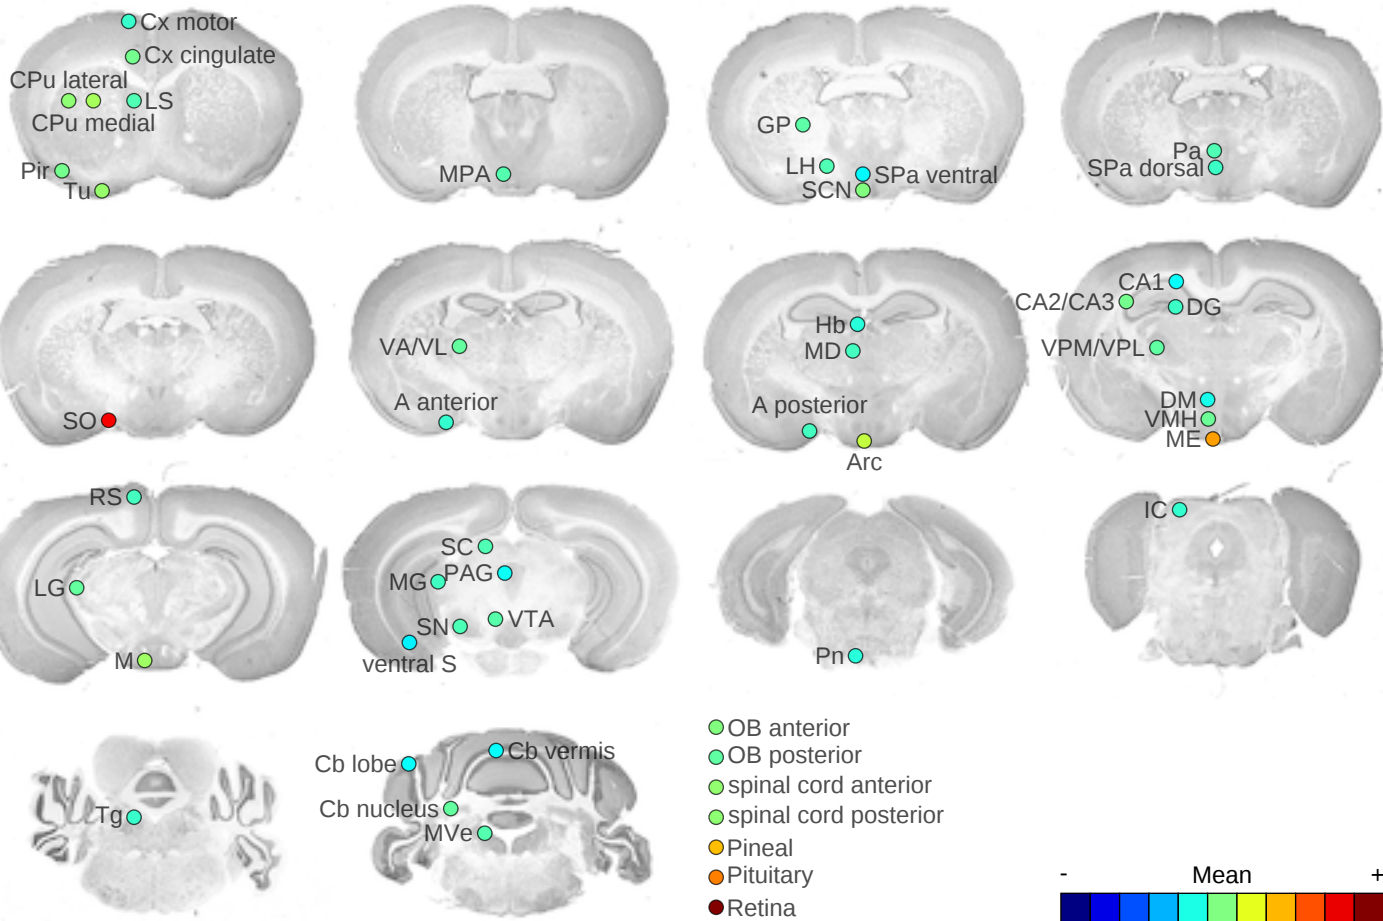 Cx motor
Cx cingulate
CPu lateral
LS
CPu medial
Pir
Tu
MPA
GP
LH
SPa ventral
SCN
Pa
SPa dorsal
SO
VA/VL
A anterior
Hb
MD
A posterior
Arc
CA1
CA2/CA3
DG
VPM/VPL
DM
VMH
ME
RS
LG
M
SC
PAG
MG
VTA
SN
ventral S
Pn
IC
Tg
Cb vermis
Cb lobe
Cb nucleus
MVe
OB anterior
OB posterior
spinal cord anterior
spinal cord posterior
Pineal
Pituitary
Retina
- Mean +